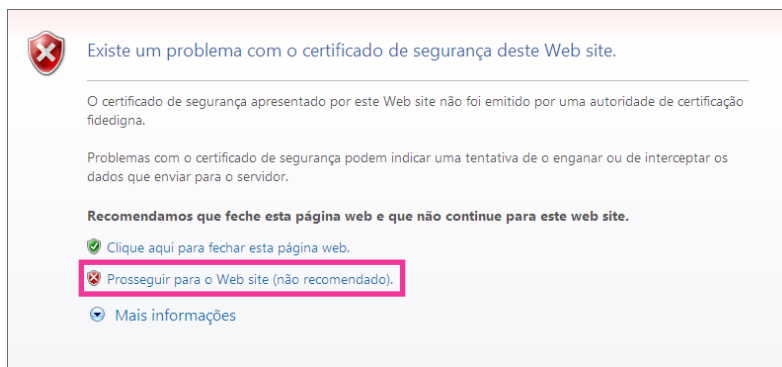 Existe um problema com o certificado de segurança deste Web site.
O certificado de segurança apresentado por este Web site não foi emitido por uma autoridade de certificação
fidedigna.
Problemas com o certificado de segurança podem indicar uma tentativa de o enganar ou de interceptar os
dados que enviar para o servidor.
Recomendamos que feche esta página web e que não continue para este web site.
Clique aqui para fechar esta página web.
Prosseguir para o Web site (não recomendado).
Mais informações